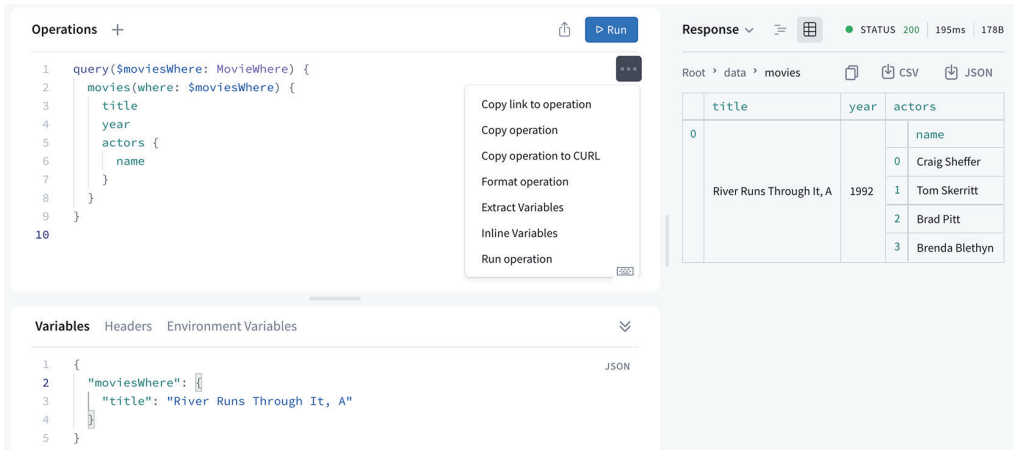 Operations +
Run
1 query($moviesWhere: MovieWhere) {
2 movies(where: $moviesWhere) {
3 title
4 year
5 actors {
6 name
7 }
8 }
9 }
10
Copy link to operation
Copy operation
Copy operation to CURL
Format operation
Extract Variables
Inline Variables
Run operation
Variables Headers Environment Variables
JSON
1 {
2 "moviesWhere": {
3 "title": "River Runs Through It, A"
4 }
5 }
Response STATUS 200 195ms 178B
Root > data > movies CSV JSON
title year actors
name
0 River Runs Through It, A 1992
0 Craig Sheffer
1 Tom Skerritt
2 Brad Pitt
3 Brenda Blethyn